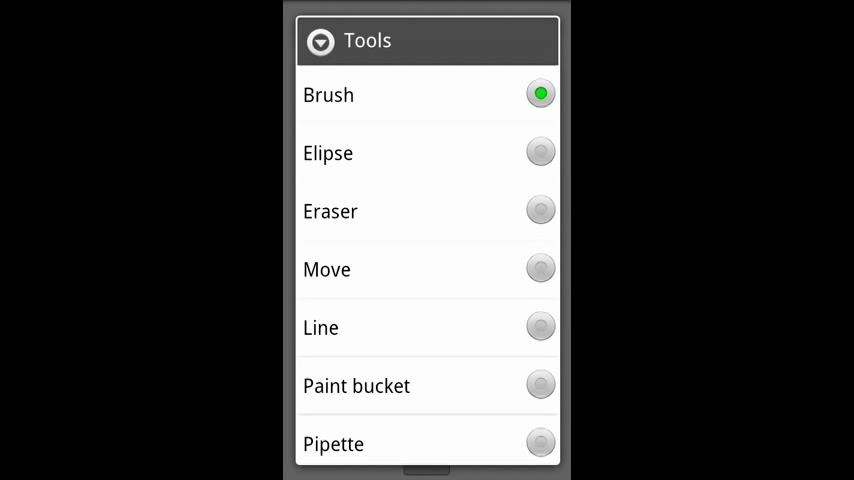 Tools
Brush
Elipse
Eraser
Move
Line
Paint bucket
Pipette